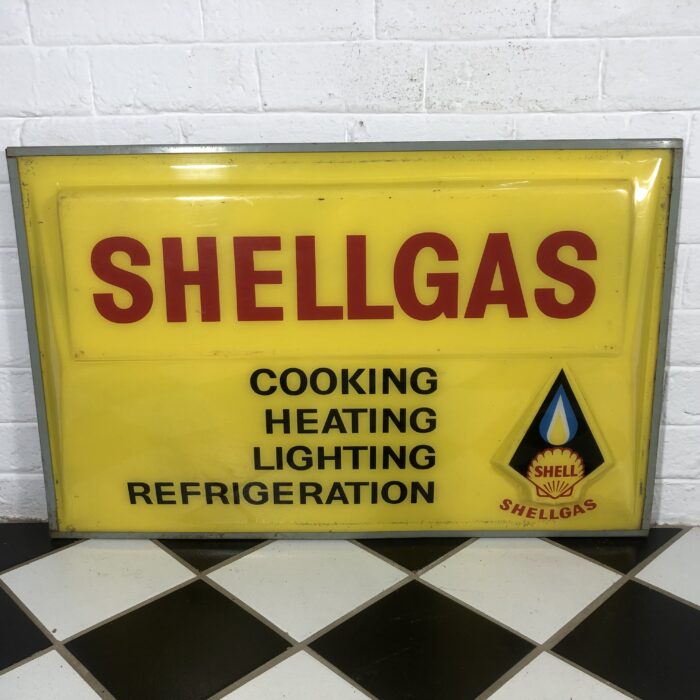 SHELLGAS
COOKING
HEATING
LIGHTING
REFRIGERATION
SHELL
SHELLGAS